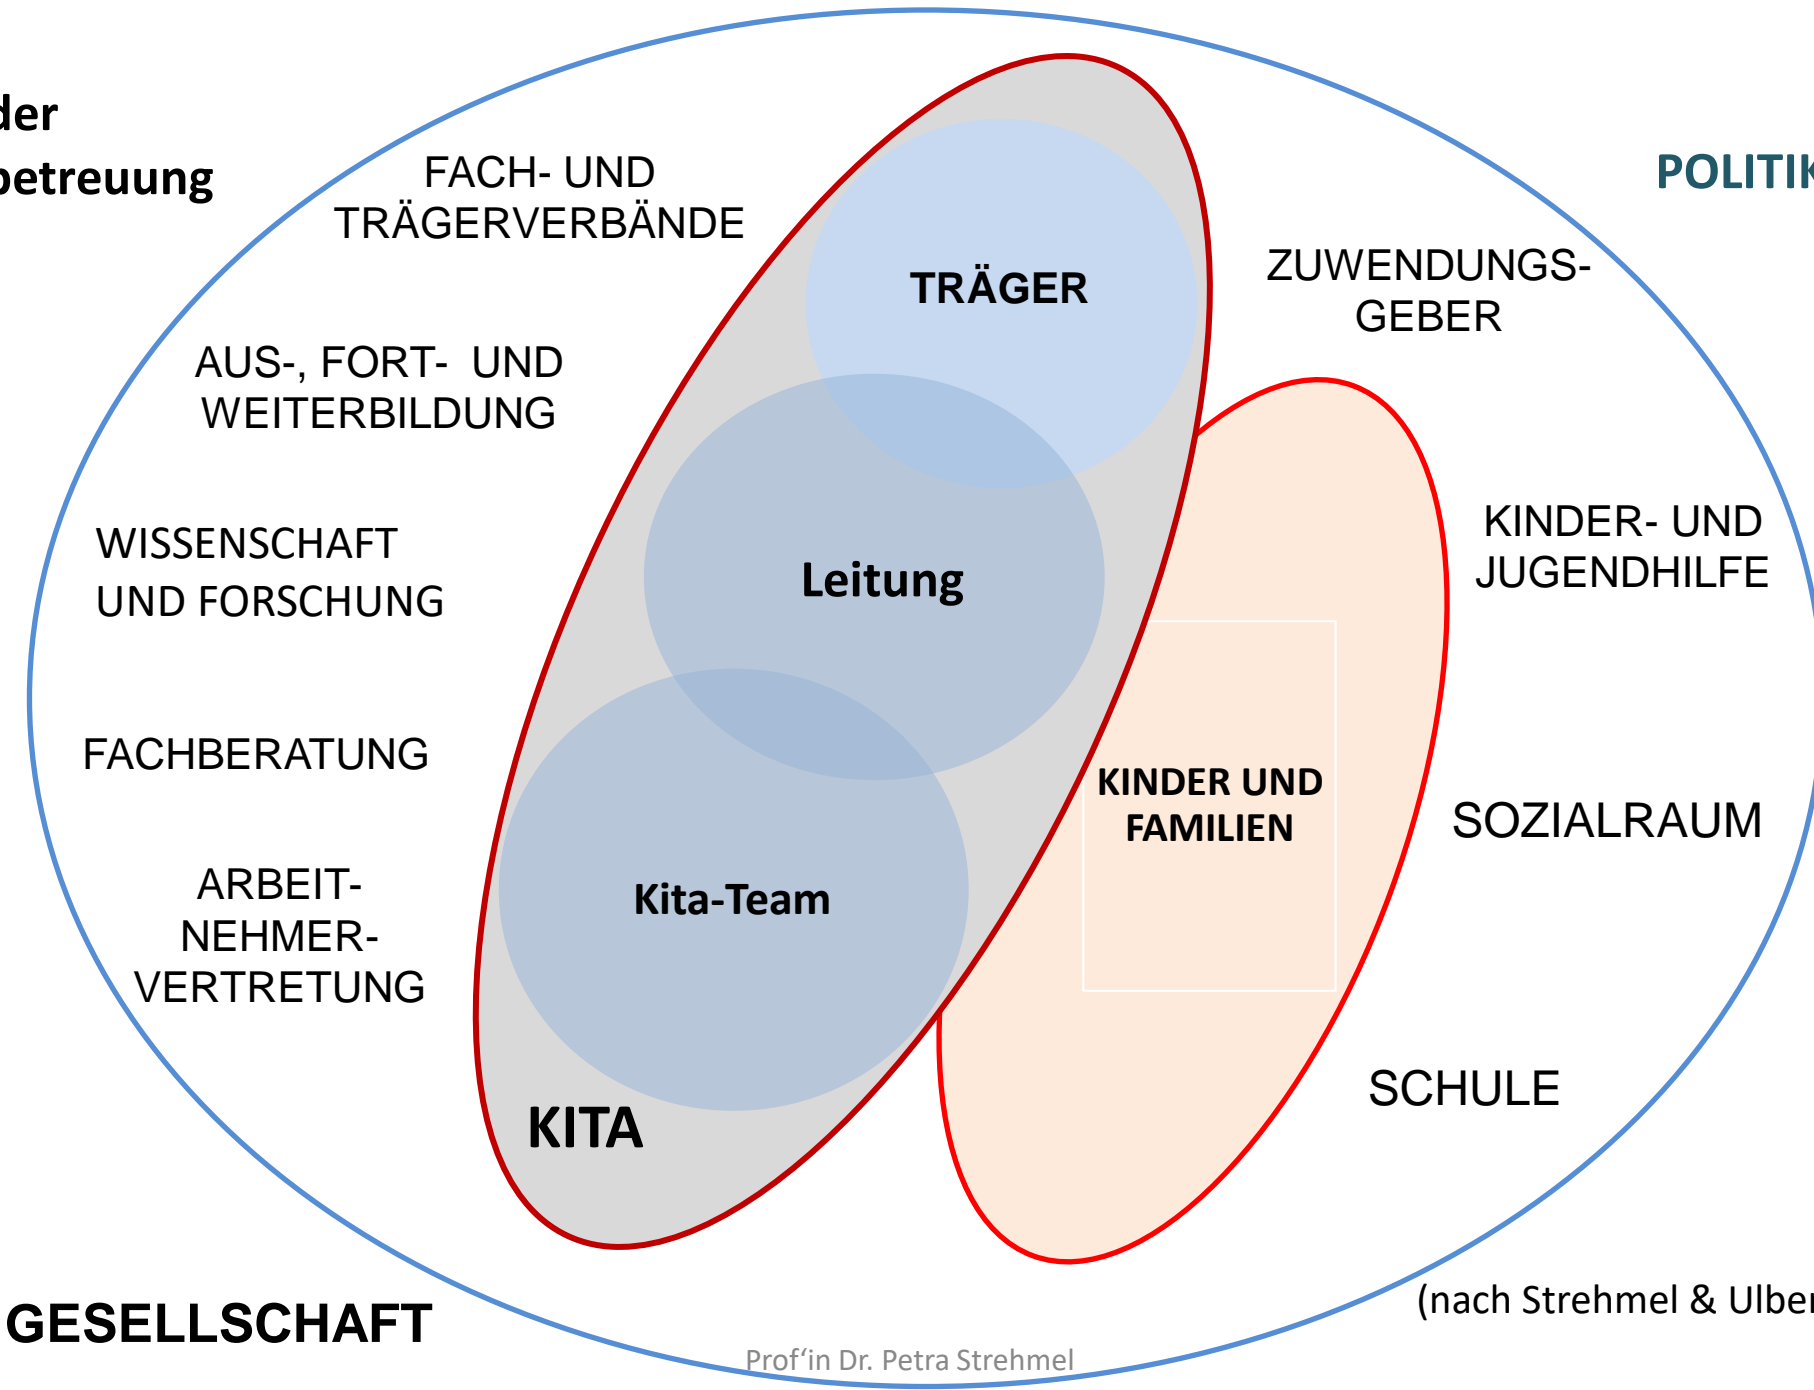 der
betreuung
POLITIK
FACH- UND
TRÄGERVERBÄNDE
TRÄGER
ZUWENDUNGS-
GEBER
AUS-, FORT- UND
WEITERBILDUNG
WISSENSCHAFT
UND FORSCHUNG
Leitung
KINDER- UND
JUGENDHILFE
FACHBERATUNG
KINDER UND
FAMILIEN
SOZIALRAUM
ARBEIT-
NEHMER-
VERTRETUNG
Kita-Team
SCHULE
KITA
GESELLSCHAFT
(nach Strehmel & Ulber
Prof‘in Dr. Petra Strehmel